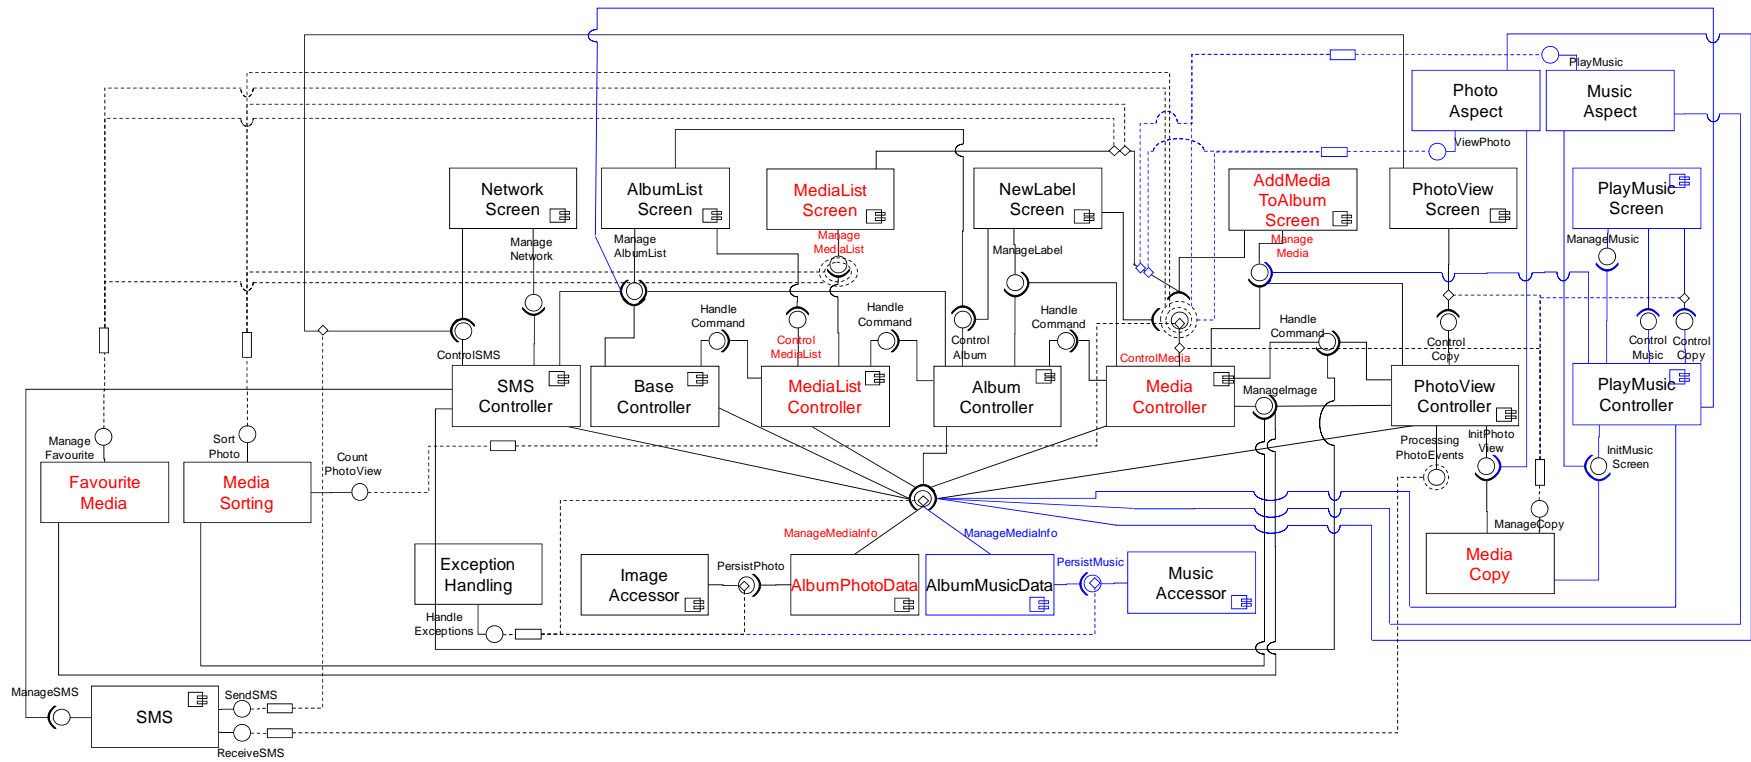 PlayMusic
Photo
Aspect
Music
Aspect
ViewPhoto
Network
Screen
AlbumList
Screen
MediaList
Screen
NewLabel
Screen
AddMedia
ToAlbum
Screen
PhotoView
Screen
PlayMusic
Screen
Manage
Network
Manage
AlbumList
Manage
MediaList
ManageLabel
Manage
Media
ManageMusic
ControlSMS
Handle
Command
Control
MediaList
Handle
Command
Control
Album
Handle
Command
ControlMedia
Handle
Command
Control
Copy
Control
Music
Control
Copy
SMS
Controller
Base
Controller
MediaList
Controller
Album
Controller
Media
Controller
ManageImage
PhotoView
Controller
PlayMusic
Controller
Manage
Favourite
Sort
Photo
Count
PhotoView
Processing
PhotoEvents
InitPhoto
View
InitMusic
Screen
Favourite
Media
Media
Sorting
ManageMediaInfo
ManageMediaInfo
ManageCopy
Exception
Handling
Image
Accessor
PersistPhoto
AlbumPhotoData
AlbumMusicData
PersistMusic
Music
Accessor
Media
Copy
Handle
Exceptions
ManageSMS
SMS
SendSMS
ReceiveSMS